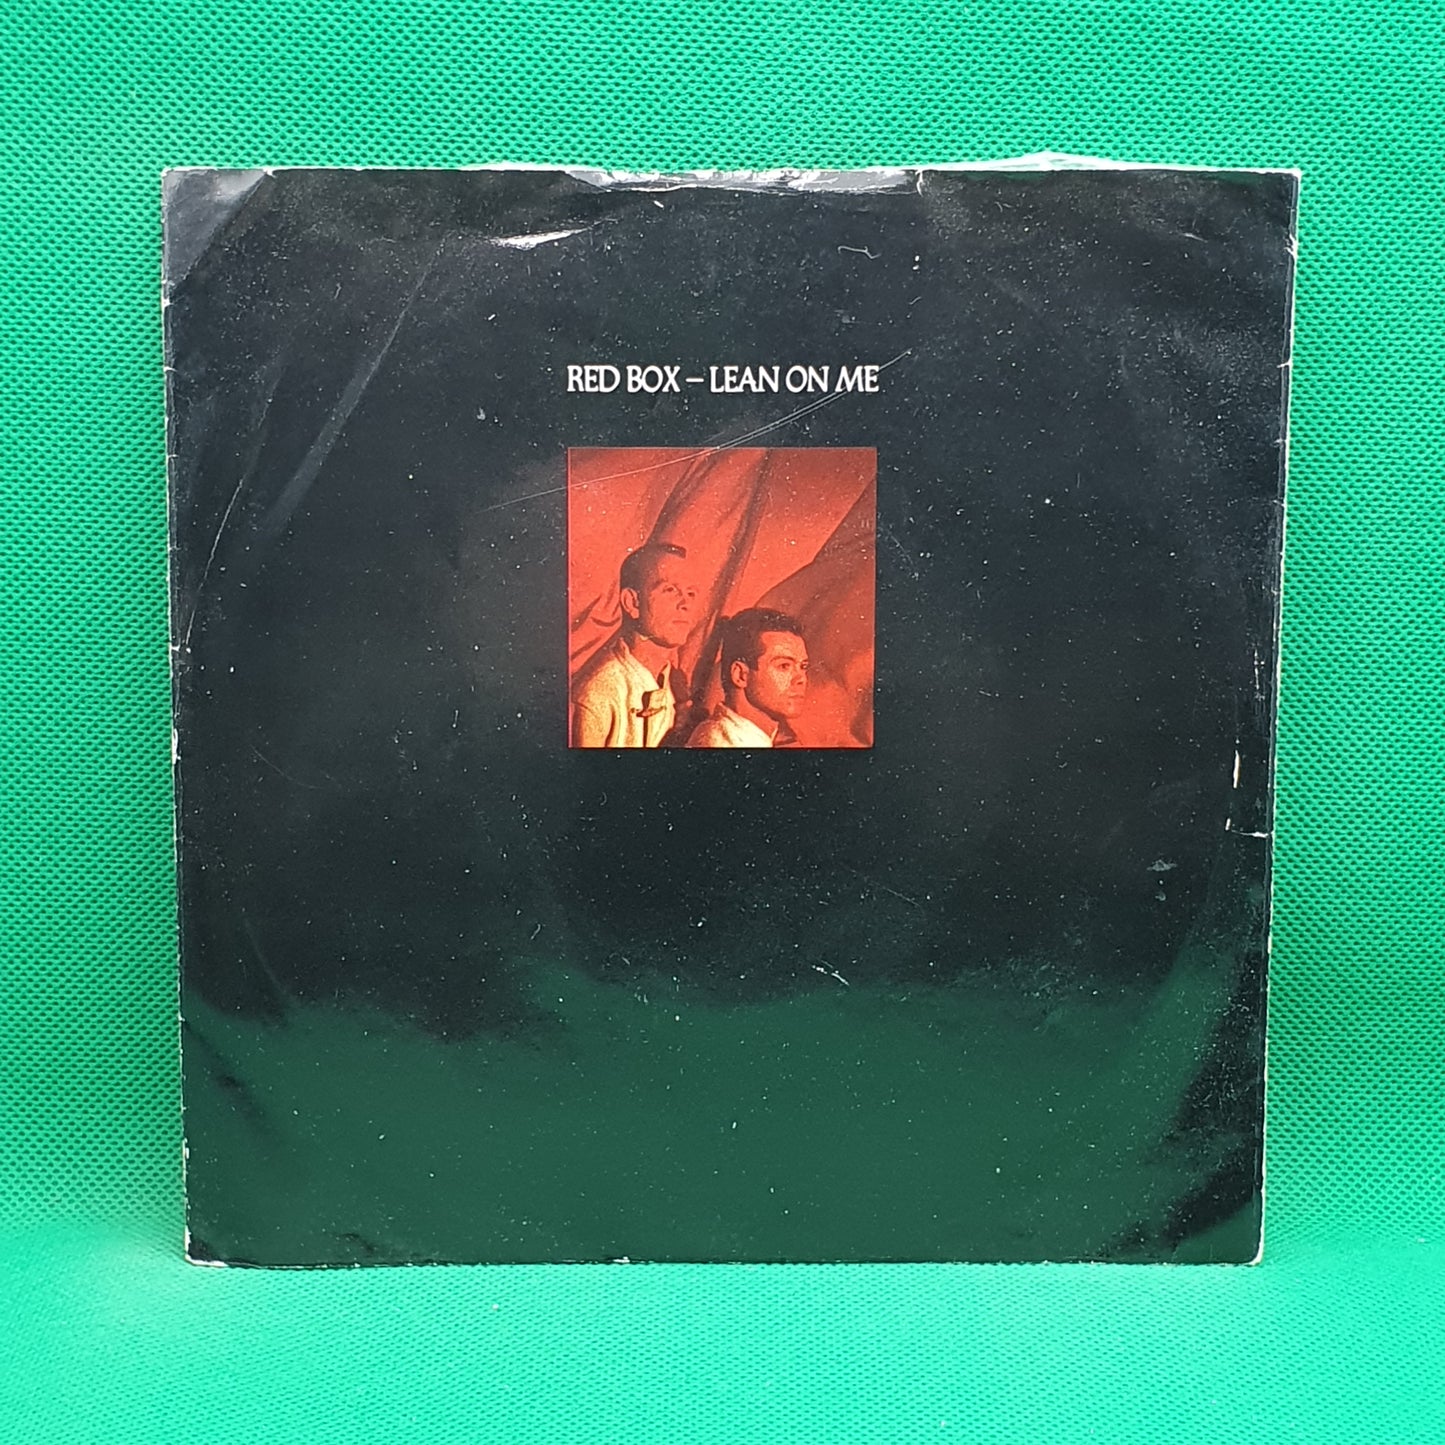 RED BOX – LEAN ON ME